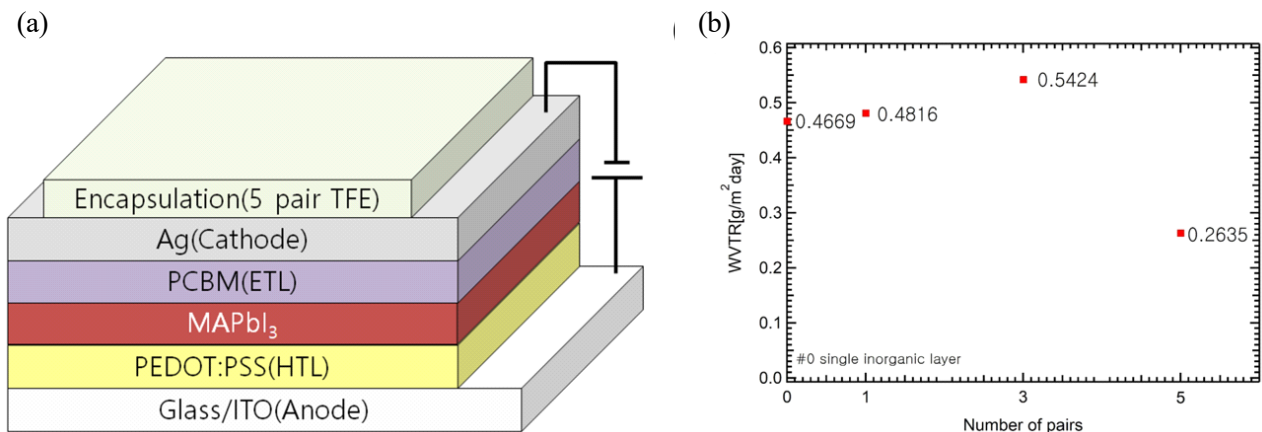 (a)
Encapsulation(5 pair TFE)
Ag(Cathode)
PCBM(ETL)
MAPbI₃
PEDOT:PSS(HTL)
Glass/ITO(Anode)
(b)
WVTR[g/m²day]
0.6
0.5
0.4
0.3
0.2
0.1
0.0
0.4669
0.4816
0.5424
0.2635
#0 single inorganic layer
0 1 3 5
Number of pairs